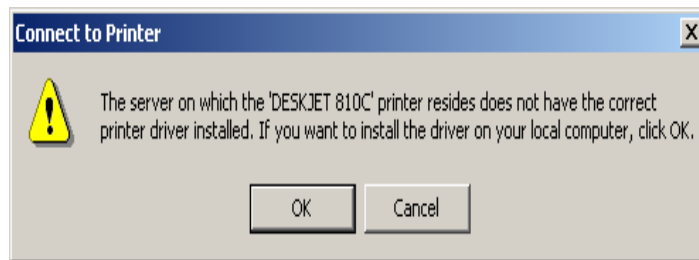 Connect to Printer
X
The server on which the 'DESKJET 810C' printer resides does not have the correct
printer driver installed. If you want to install the driver on your local computer, click OK.
OK
Cancel